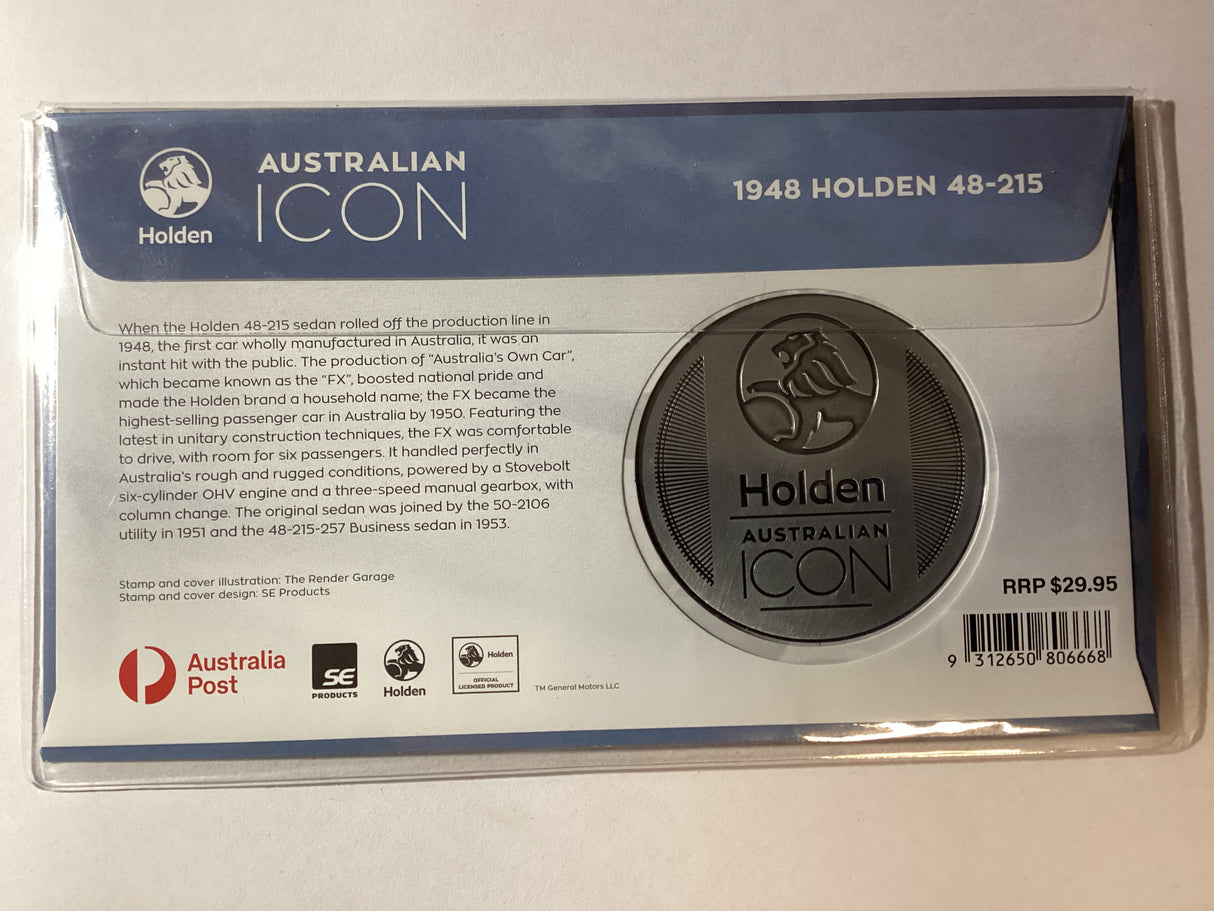 AUSTRALIAN
ICON
Holden
1948 HOLDEN 48-215
When the Holden 48-215 sedan rolled off the production line in
1948, the first car wholly manufactured in Australia, it was an
instant hit with the public. The production of “Australia’s Own Car”,
which became known as the “FX”, boosted national pride and
made the Holden brand a household name; the FX became the
highest-selling passenger car in Australia by 1950. Featuring the
latest in unitary construction techniques, the FX was comfortable
to drive, with room for six passengers. It handled perfectly in
Australia’s rough and rugged conditions, powered by a Stovebolt
six-cylinder OHV engine and a three-speed manual gearbox, with
column change. The original sedan was joined by the 50-2106
utility in 1951 and the 48-215-257 Business sedan in 1953.
Stamp and cover illustration: The Render Garage
Stamp and cover design: SE Products
Holden
AUSTRALIAN
ICON
RRP $29.95
9 312650 806668
Australia
Post
SE
PRODUCTS
Holden
Holden
OFFICIAL
LICENSED PRODUCT
TM General Motors LLC